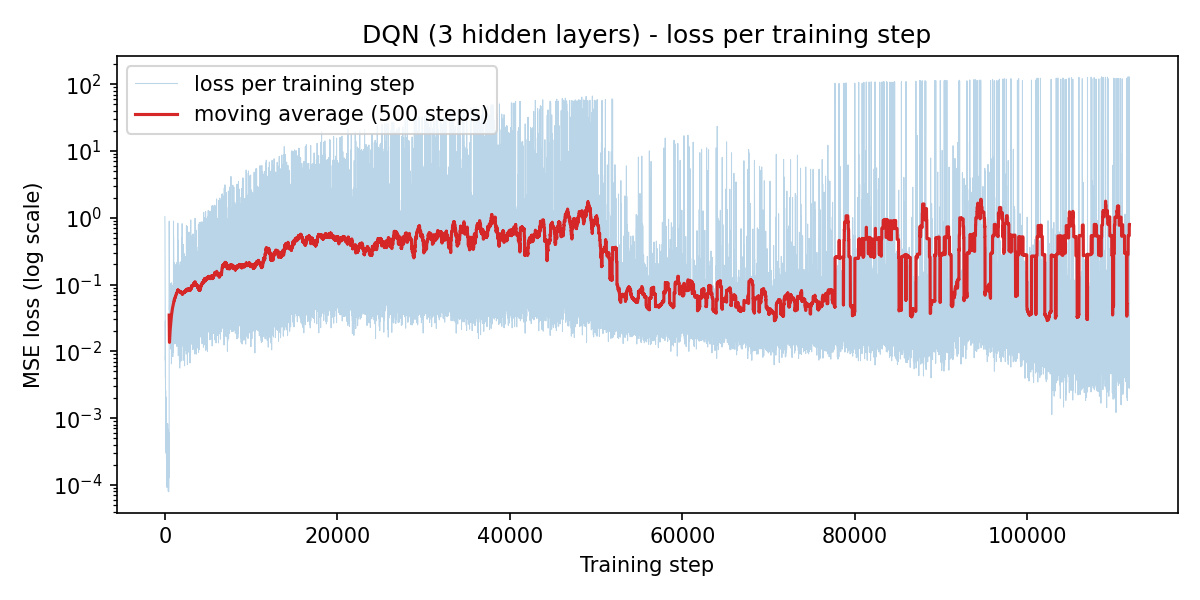 DQN (3 hidden layers) - loss per training step
loss per training step
moving average (500 steps)
MSE loss (log scale)
10²
10¹
10⁰
10⁻¹
10⁻²
10⁻³
10⁻⁴
0 20000 40000 60000 80000 100000
Training step